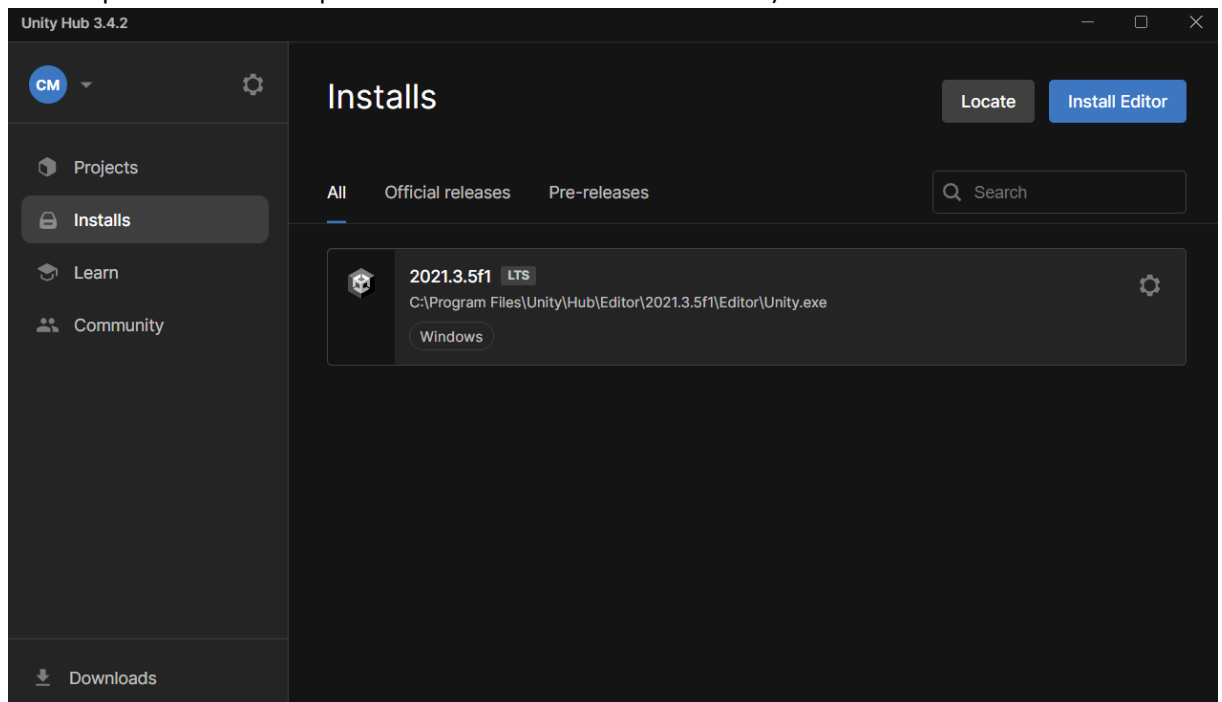 Unity Hub 3.4.2
CM
Installs
Locate
Install Editor
Projects
Installs
Learn
Community
All Official releases Pre-releases
Search
2021.3.5f1 LTS
C:\Program Files\Unity\Hub\Editor\2021.3.5f1\Editor\Unity.exe
Windows
Downloads